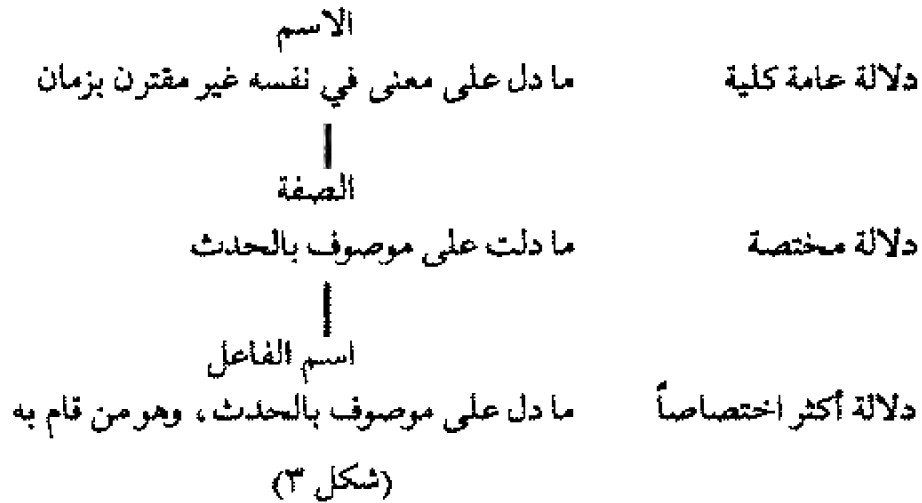 الاسم
دلالة عامة كلية ما دل على معنى في نفسه غير مقترن بزمان
الصفة
دلالة مختصة ما دلت على موصوف بالحدث
اسم الفاعل
دلالة أكثر اختصاصاً ما دل على موصوف بالحدث، وهو من قام به
(شكل ٣)